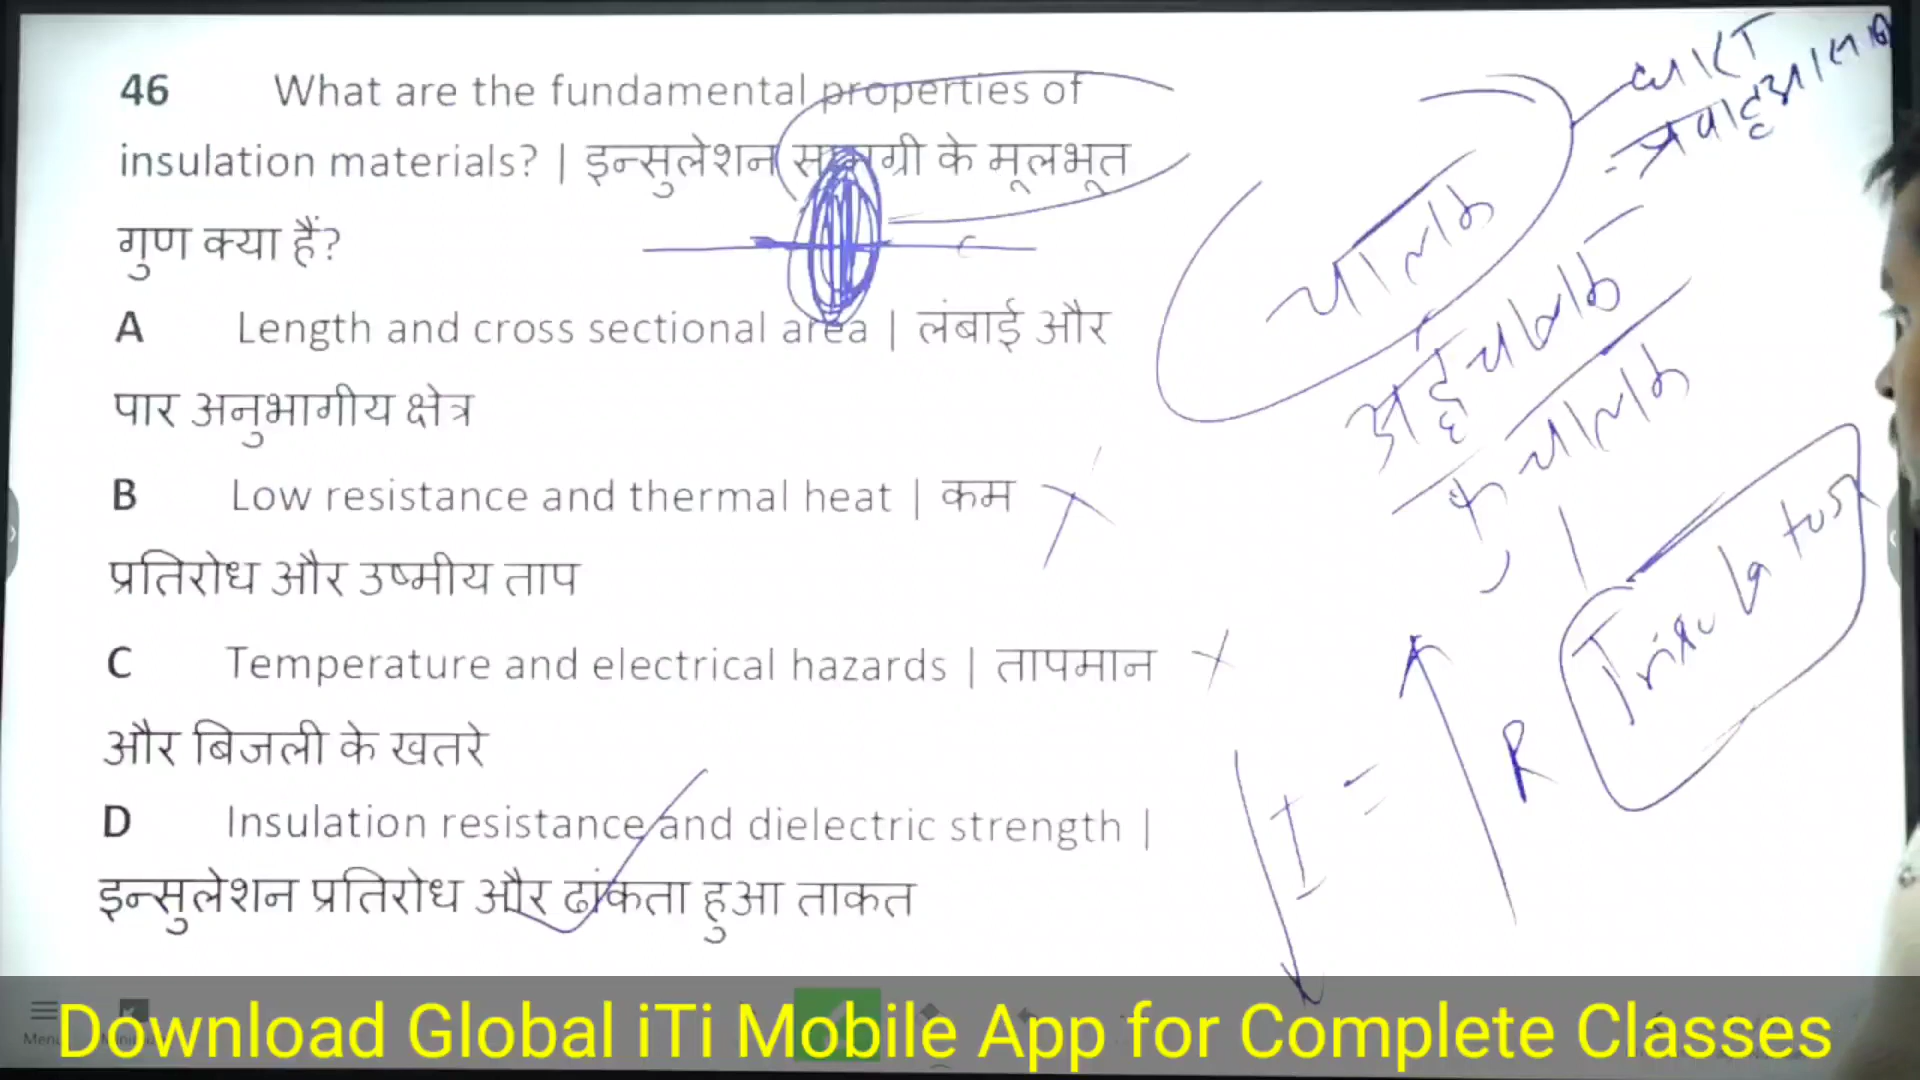 46 What are the fundamental properties of
insulation materials? | इन्सुलेशन सामग्री के मूलभूत
गुण क्या हैं?
A Length and cross sectional area | लंबाई और
पार अनुभागीय क्षेत्र
B Low resistance and thermal heat | कम
प्रतिरोध और उष्मीय ताप
C Temperature and electrical hazards | तापमान
और बिजली के खतरे
D Insulation resistance and dielectric strength |
इन्सुलेशन प्रतिरोध और ढांकता हुआ ताकत
चालक
अर्द्धचालक
कुचालक
I = R
Download Global iTi Mobile App for Complete Classes